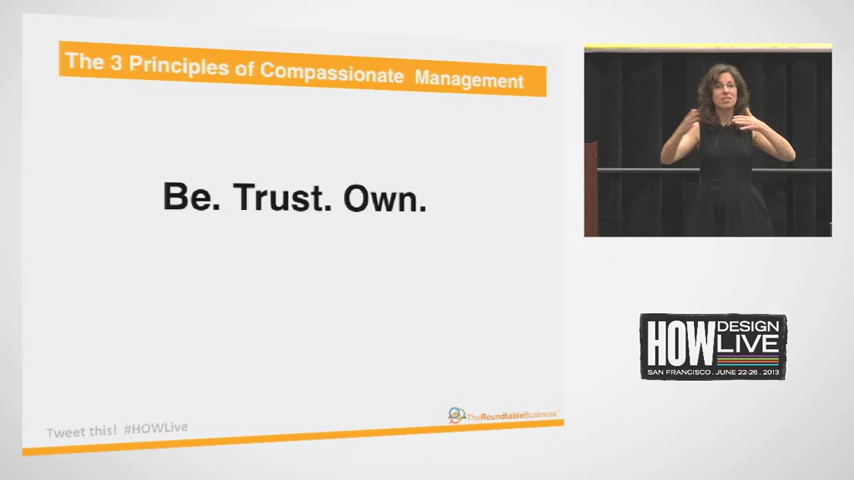 The 3 Principles of Compassionate Management
Be. Trust. Own.
Tweet this! #HOWLive
TheRoundtableBusiness
HOW DESIGN LIVE
SAN FRANCISCO . JUNE 22-26 . 2013